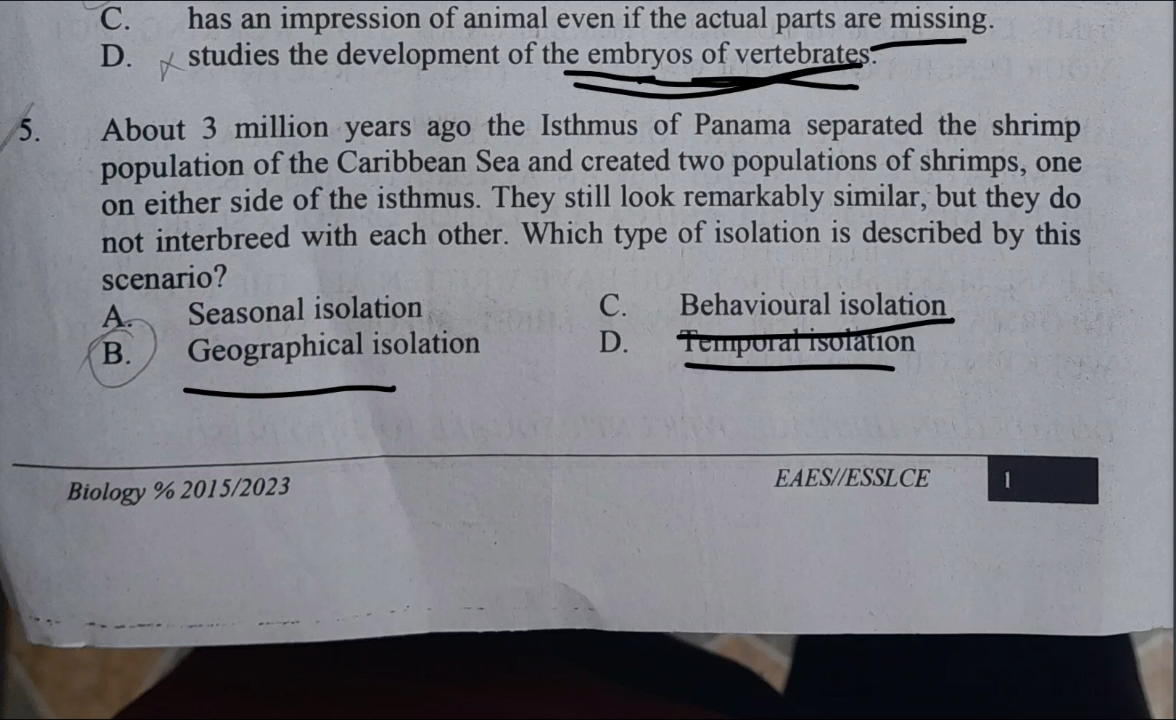 C. has an impression of animal even if the actual parts are missing.
D. studies the development of the embryos of vertebrates.
5. About 3 million years ago the Isthmus of Panama separated the shrimp
population of the Caribbean Sea and created two populations of shrimps, one
on either side of the isthmus. They still look remarkably similar, but they do
not interbreed with each other. Which type of isolation is described by this
scenario?
A. Seasonal isolation C. Behavioural isolation
B. Geographical isolation D. Temporal isolation
Biology % 2015/2023 EAES//ESSLCE 1